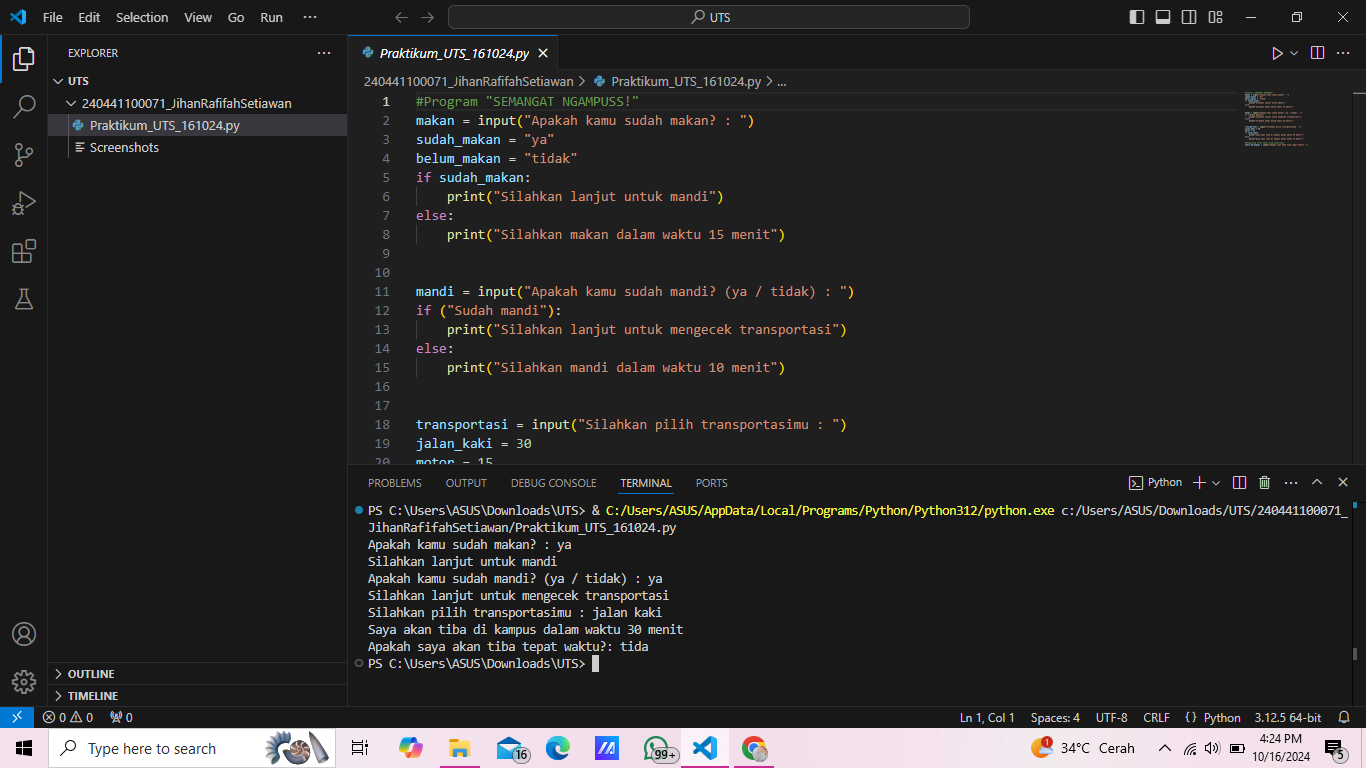 File Edit Selection View Go Run ...
UTS
EXPLORER
UTS
240441100071_JihanRafifahSetiawan
Praktikum_UTS_161024.py
Screenshots
OUTLINE
TIMELINE
Praktikum_UTS_161024.py
240441100071_JihanRafifahSetiawan > Praktikum_UTS_161024.py > ...
1 #Program "SEMANGAT NGAMPUSS!"
2 makan = input("Apakah kamu sudah makan? : ")
3 sudah_makan = "ya"
4 belum_makan = "tidak"
5 if sudah_makan:
6 print("Silahkan lanjut untuk mandi")
7 else:
8 print("Silahkan makan dalam waktu 15 menit")
9
10
11 mandi = input("Apakah kamu sudah mandi? (ya / tidak) : ")
12 if ("Sudah mandi"):
13 print("Silahkan lanjut untuk mengecek transportasi")
14 else:
15 print("Silahkan mandi dalam waktu 10 menit")
16
17
18 transportasi = input("Silahkan pilih transportasimu : ")
19 jalan_kaki = 30
20 motor = 15
PROBLEMS OUTPUT DEBUG CONSOLE TERMINAL PORTS
Python
PS C:\Users\ASUS\Downloads\UTS> & C:/Users/ASUS/AppData/Local/Programs/Python/Python312/python.exe c:/Users/ASUS/Downloads/UTS/240441100071_
JihanRafifahSetiawan/Praktikum_UTS_161024.py
Apakah kamu sudah makan? : ya
Silahkan lanjut untuk mandi
Apakah kamu sudah mandi? (ya / tidak) : ya
Silahkan lanjut untuk mengecek transportasi
Silahkan pilih transportasimu : jalan kaki
Saya akan tiba di kampus dalam waktu 30 menit
Apakah saya akan tiba tepat waktu?: tida
PS C:\Users\ASUS\Downloads\UTS>
0 0 0
Ln 1, Col 1 Spaces: 4 UTF-8 CRLF {} Python 3.12.5 64-bit
Type here to search
16
99+
1
34°C Cerah
4:24 PM
10/16/2024
5